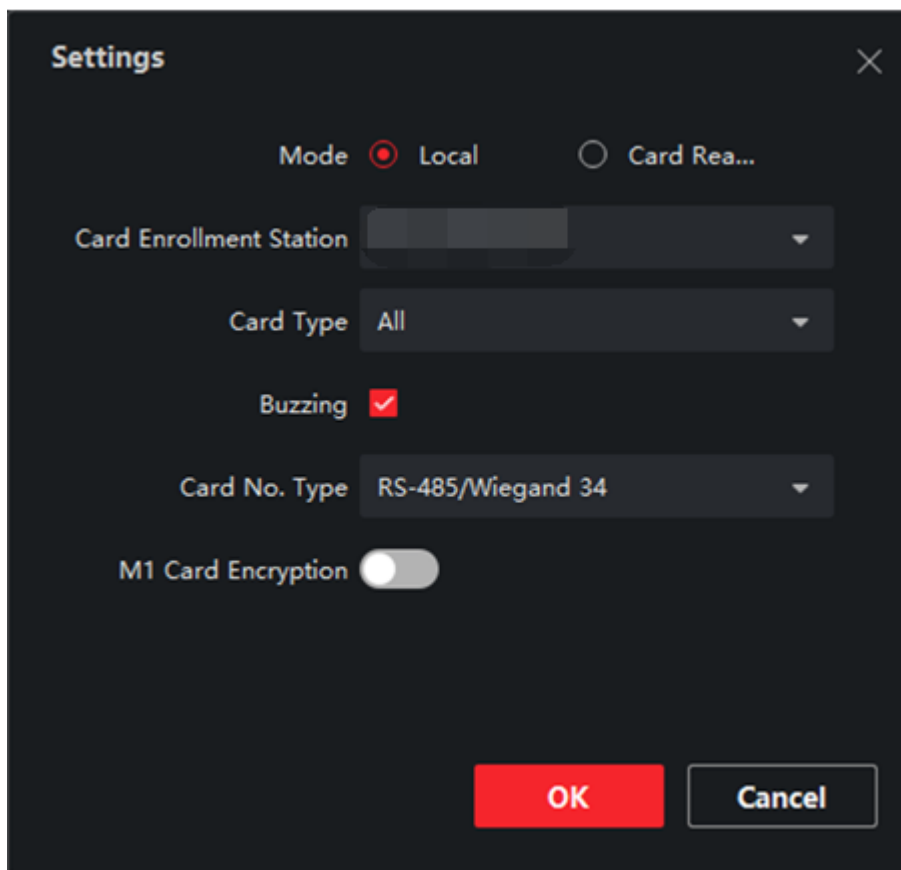 Settings
Mode Local Card Rea...
Card Enrollment Station
Card Type All
Buzzing
Card No. Type RS-485/Wiegand 34
M1 Card Encryption
OK Cancel